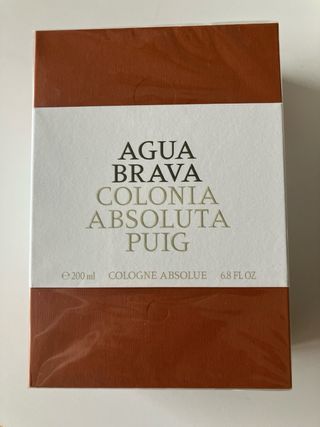 AGUA
BRAVA
COLONIA
ABSOLUTA
PUIG
℮ 200 ml COLOGNE ABSOLUE 6.8 FL OZ